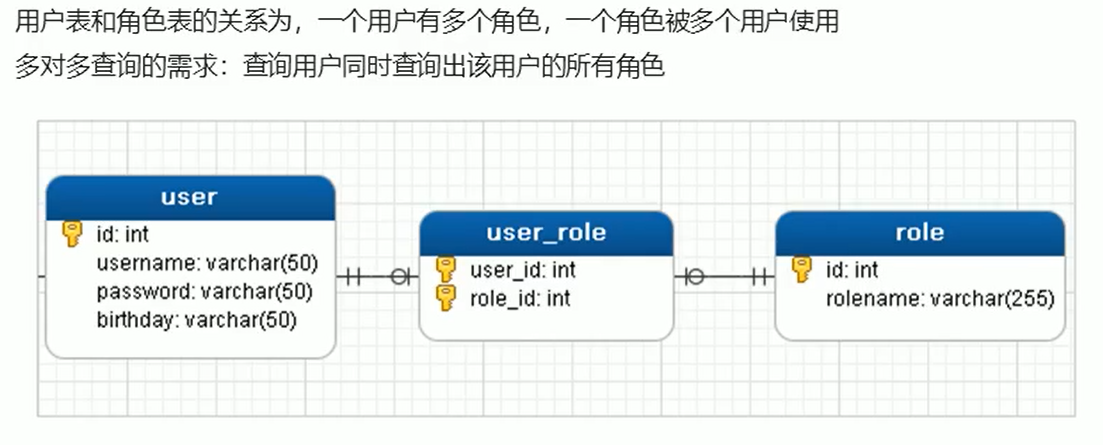 用户表和角色表的关系为，一个用户有多个角色，一个角色被多个用户使用
多对多查询的需求：查询用户同时查询出该用户的所有角色
user
id: int
username: varchar(50)
password: varchar(50)
birthday: varchar(50)
user_role
user_id: int
role_id: int
role
id: int
rolename: varchar(255)